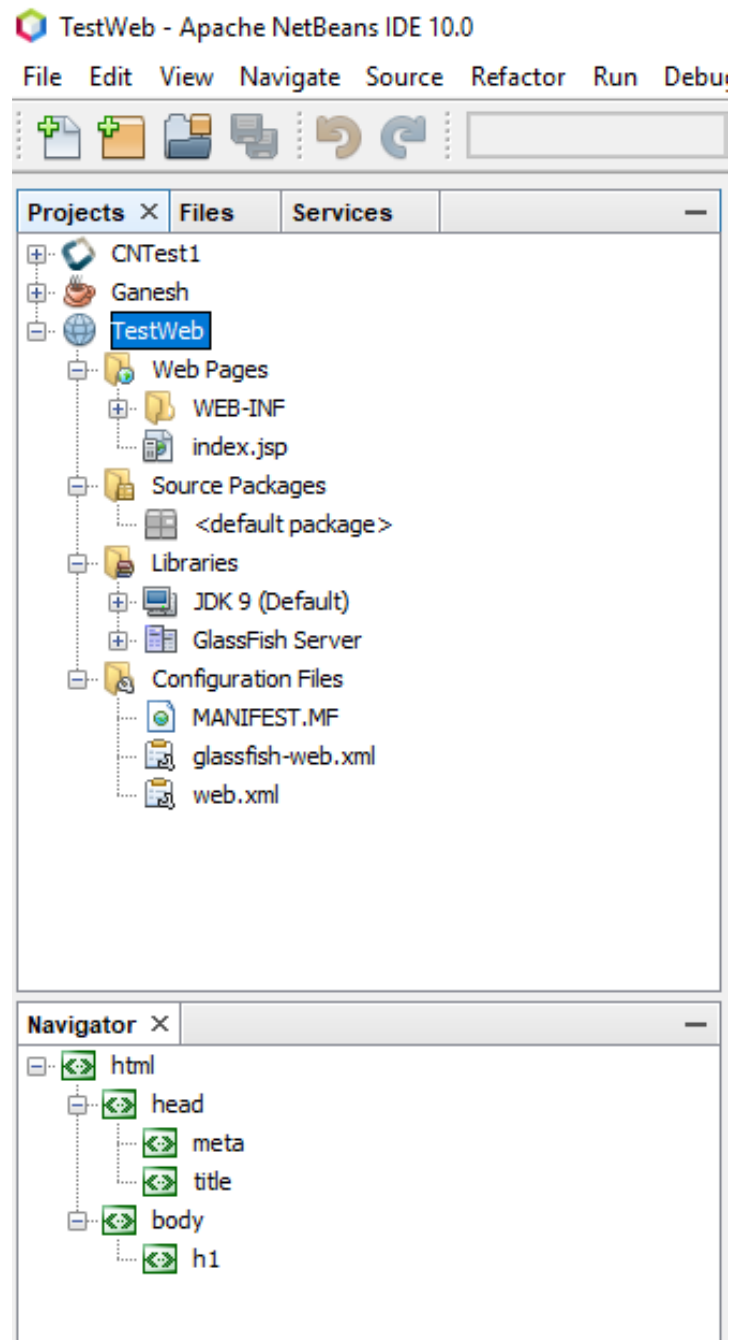 TestWeb - Apache NetBeans IDE 10.0
File Edit View Navigate Source Refactor Run Debug
Projects Files Services
CNTest1
Ganesh
TestWeb
Web Pages
WEB-INF
index.jsp
Source Packages
<default package>
Libraries
JDK 9 (Default)
GlassFish Server
Configuration Files
MANIFEST.MF
glassfish-web.xml
web.xml
Navigator
html
head
meta
title
body
h1